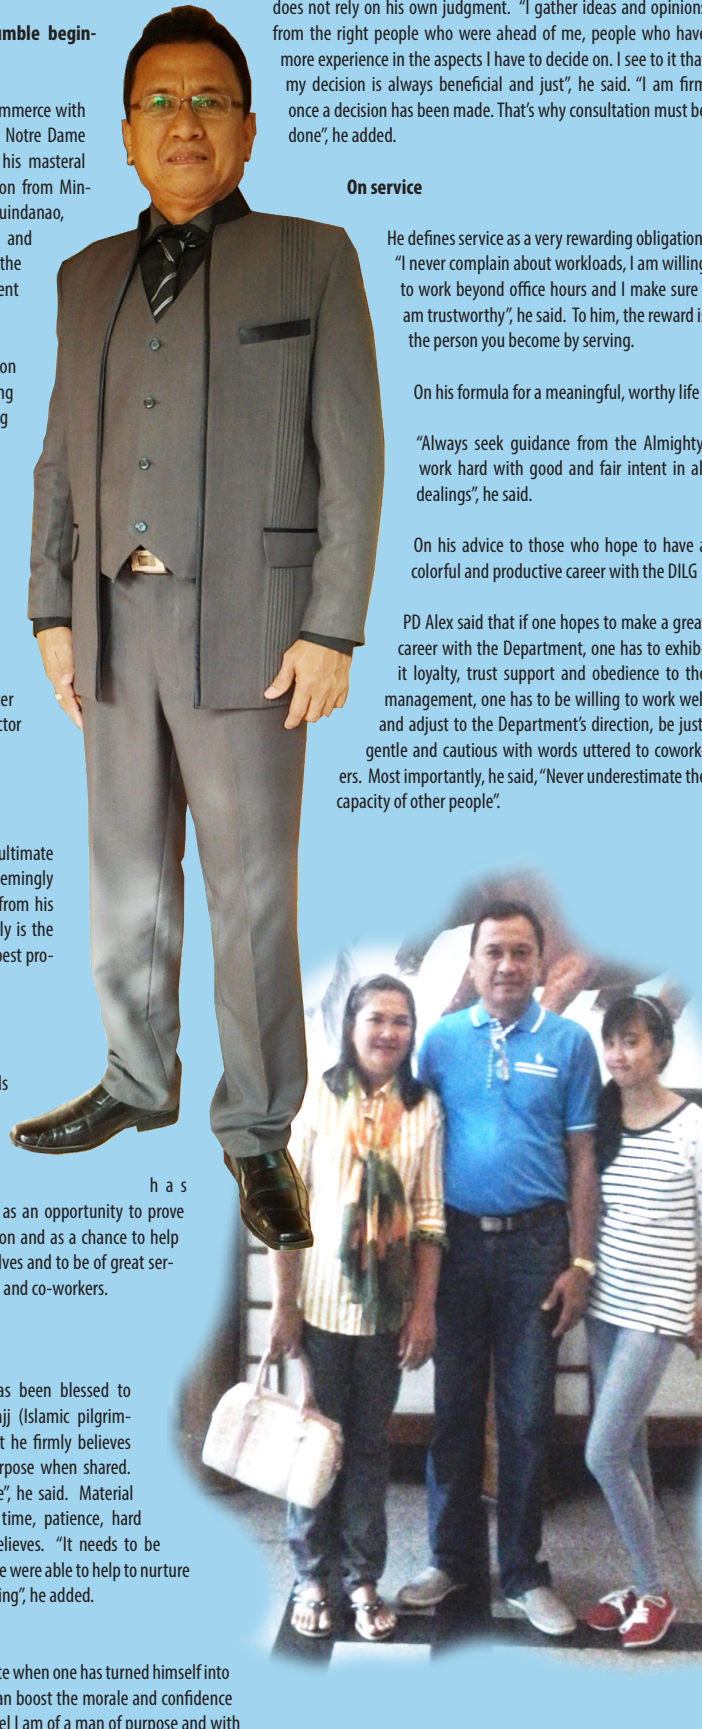 umble begin-
mmerce with
Notre Dame
his masteral
on from Min-
uindanao,
and
the
ent
on
ng
g
er
ctor
ultimate
emingly
from his
ly is the
best pro-
ls
h a s
as an opportunity to prove
on and as a chance to help
lves and to be of great ser-
and co-workers.
as been blessed to
ajj (Islamic pilgrim-
t he firmly believes
rpose when shared.
e”, he said. Material
time, patience, hard
elieves. “It needs to be
e were able to help to nurture
ing”, he added.
te when one has turned himself into
an boost the morale and confidence
el I am of a man of purpose and with
does not rely on his own judgment. “I gather ideas and opinions
from the right people who were ahead of me, people who have
more experience in the aspects I have to decide on. I see to it tha
my decision is always beneficial and just”, he said. “I am firm
once a decision has been made. That’s why consultation must be
done”, he added.
On service
He defines service as a very rewarding obligation
“I never complain about workloads, I am willing
to work beyond office hours and I make sure
am trustworthy”, he said. To him, the reward is
the person you become by serving.
On his formula for a meaningful, worthy life
“Always seek guidance from the Almighty
work hard with good and fair intent in al
dealings”, he said.
On his advice to those who hope to have a
colorful and productive career with the DILG
PD Alex said that if one hopes to make a grea
career with the Department, one has to exhib-
it loyalty, trust support and obedience to the
management, one has to be willing to work wel
and adjust to the Department’s direction, be just
gentle and cautious with words uttered to cowork-
ers. Most importantly, he said, “Never underestimate the
capacity of other people”.